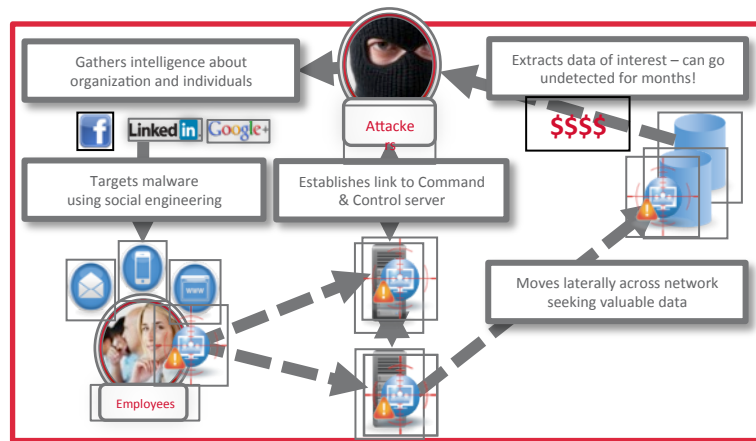 Gathers intelligence about
organization and individuals
Extracts data of interest – can go
undetected for months!
f
Linked in
Google+
Attacke
rs
$$$$
Targets malware
using social engineering
Establishes link to Command
& Control server
WWW
Moves laterally across network
seeking valuable data
Employees